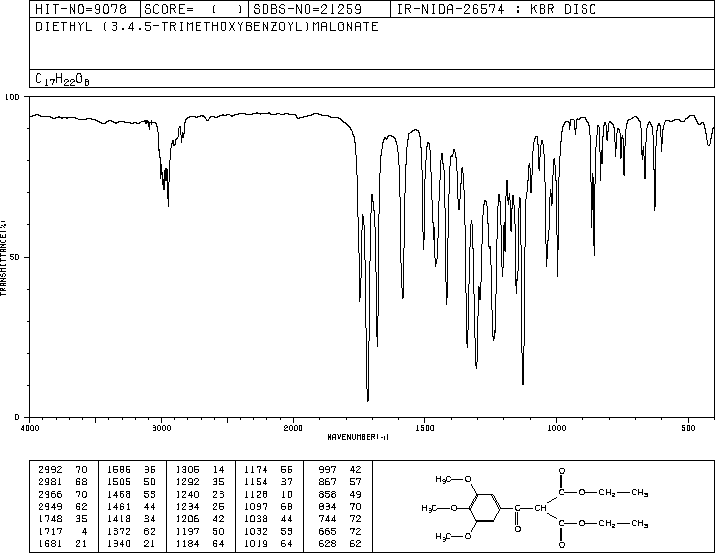 HIT-NO=9078 SCORE= ( ) SDBS-NO=21259 IR-NIDA-26574 : KBR DISC
DIETHYL (3,4,5-TRIMETHOXYBENZOYL)MALONATE
C17H22O8
100
50
0
TRANSMITTANCE(%)
4000 3000 2000 1500 1000 500
WAVENUMBER(-1)
2992 70 1586 36 1305 14 1174 55 997 42
2981 68 1505 50 1292 35 1154 37 867 57
2966 70 1468 55 1240 23 1128 10 858 49
2949 62 1461 44 1234 25 1097 68 834 70
1748 35 1418 34 1206 42 1038 44 744 72
1717 4 1372 62 1197 50 1032 53 665 72
1681 21 1340 21 1184 64 1019 64 628 62
H3C O O
C O CH2 CH3
H3C O C CH
H3C O O C O CH2 CH3
O